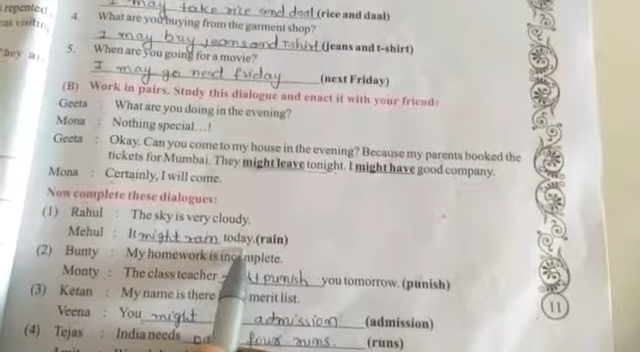 repented
I may take rice and daal (rice and daal)
4. What are you buying from the garment shop?
I may buy jeans and T-shirt (jeans and t-shirt)
5. When are you going for a movie?
I may go next friday (next Friday)
(B) Work in pairs. Study this dialogue and enact it with your friend:
Geeta : What are you doing in the evening?
Mona : Nothing special...!
Geeta : Okay. Can you come to my house in the evening? Because my parents booked the
tickets for Mumbai. They might leave tonight. I might have good company.
Mona : Certainly, I will come.
Now complete these dialogues:
(1) Rahul : The sky is very cloudy.
Mehul : It might rain today. (rain)
(2) Bunty : My homework is incomplete.
Monty : The class teacher punish you tomorrow. (punish)
(3) Ketan : My name is there merit list.
Veena : You might admission (admission)
(4) Tejas : India needs four runs. (runs)
11